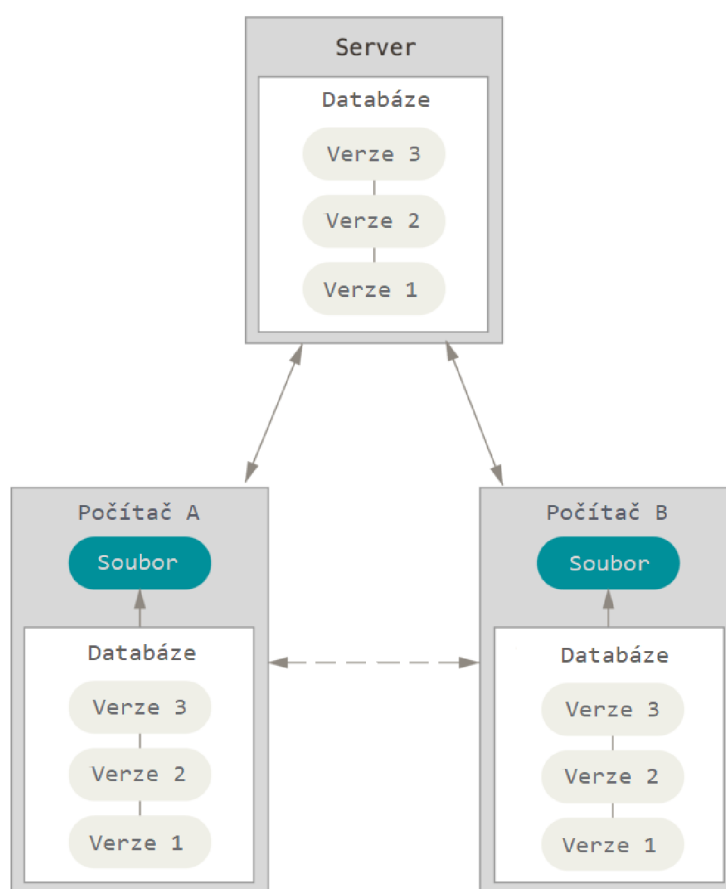 Server
Databáze
Verze 3
Verze 2
Verze 1
Počítač A
Soubor
Databáze
Verze 3
Verze 2
Verze 1
Počítač B
Soubor
Databáze
Verze 3
Verze 2
Verze 1